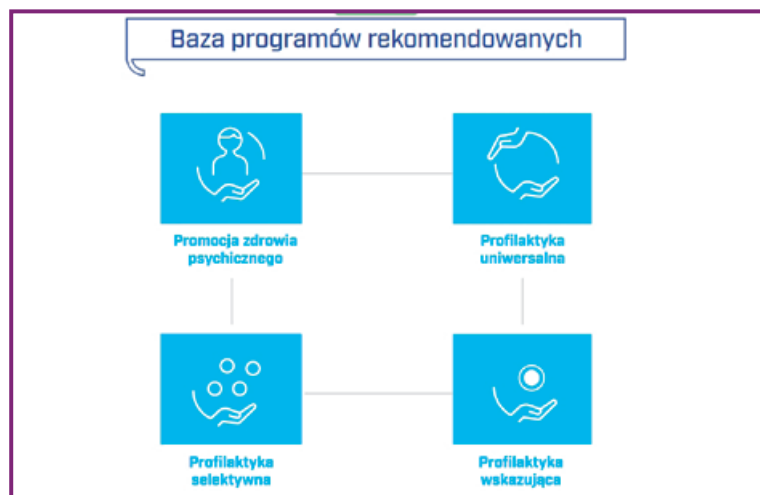 Baza programów rekomendowanych
Promocja zdrowia
psychicznego
Profilaktyka
uniwersalna
Profilaktyka
selektywna
Profilaktyka
wskazująca